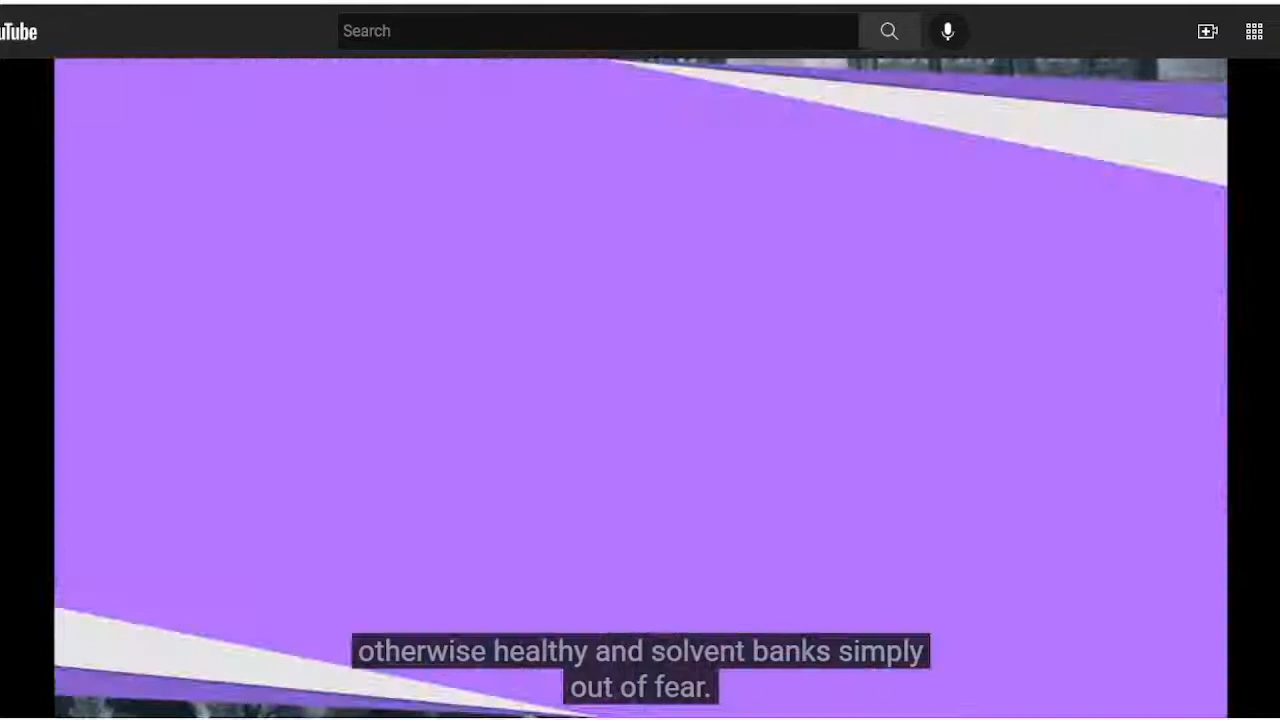 uTube
Search
otherwise healthy and solvent banks simply
out of fear.